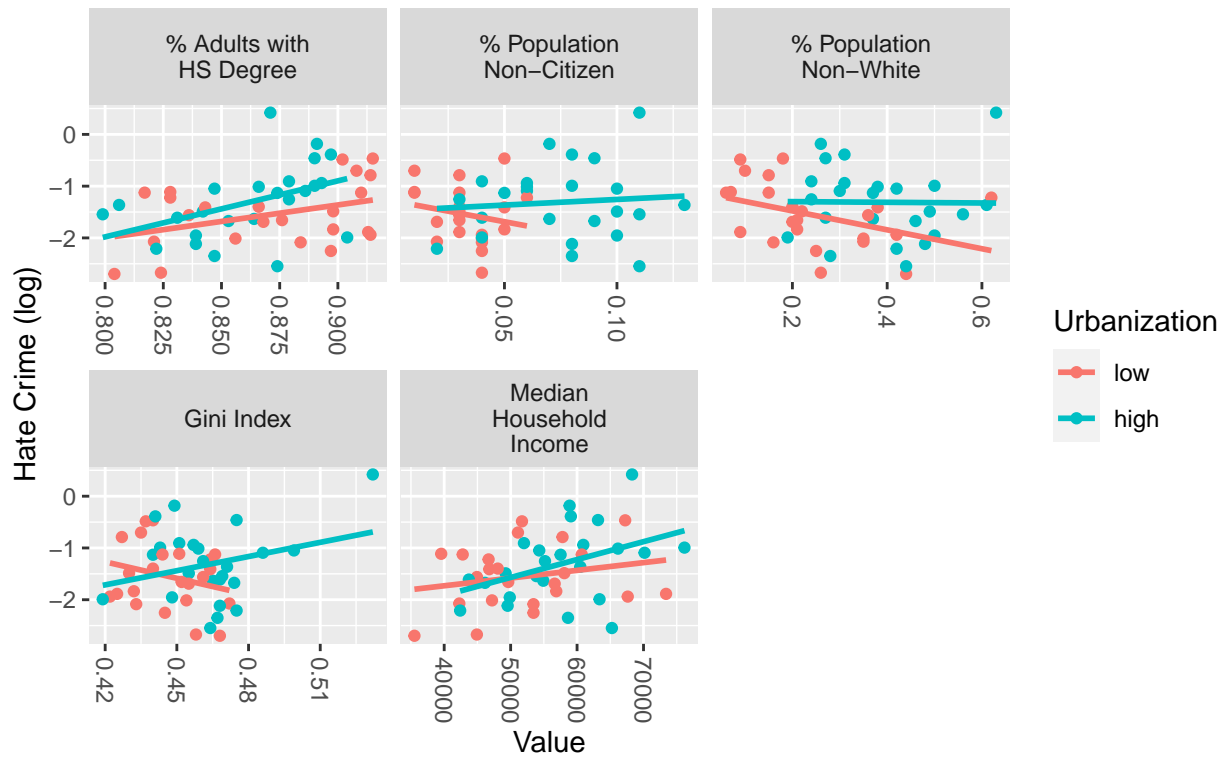 % Adults with
HS Degree
% Population
Non−Citizen
% Population
Non−White
0
−1
−2
0.800
0.825
0.850
0.875
0.900
0.05
0.10
0.2
0.4
0.6
Hate Crime (log)
Urbanization
low
high
Gini Index
Median
Household
Income
0
−1
−2
0.42
0.45
0.48
0.51
40000
50000
60000
70000
Value